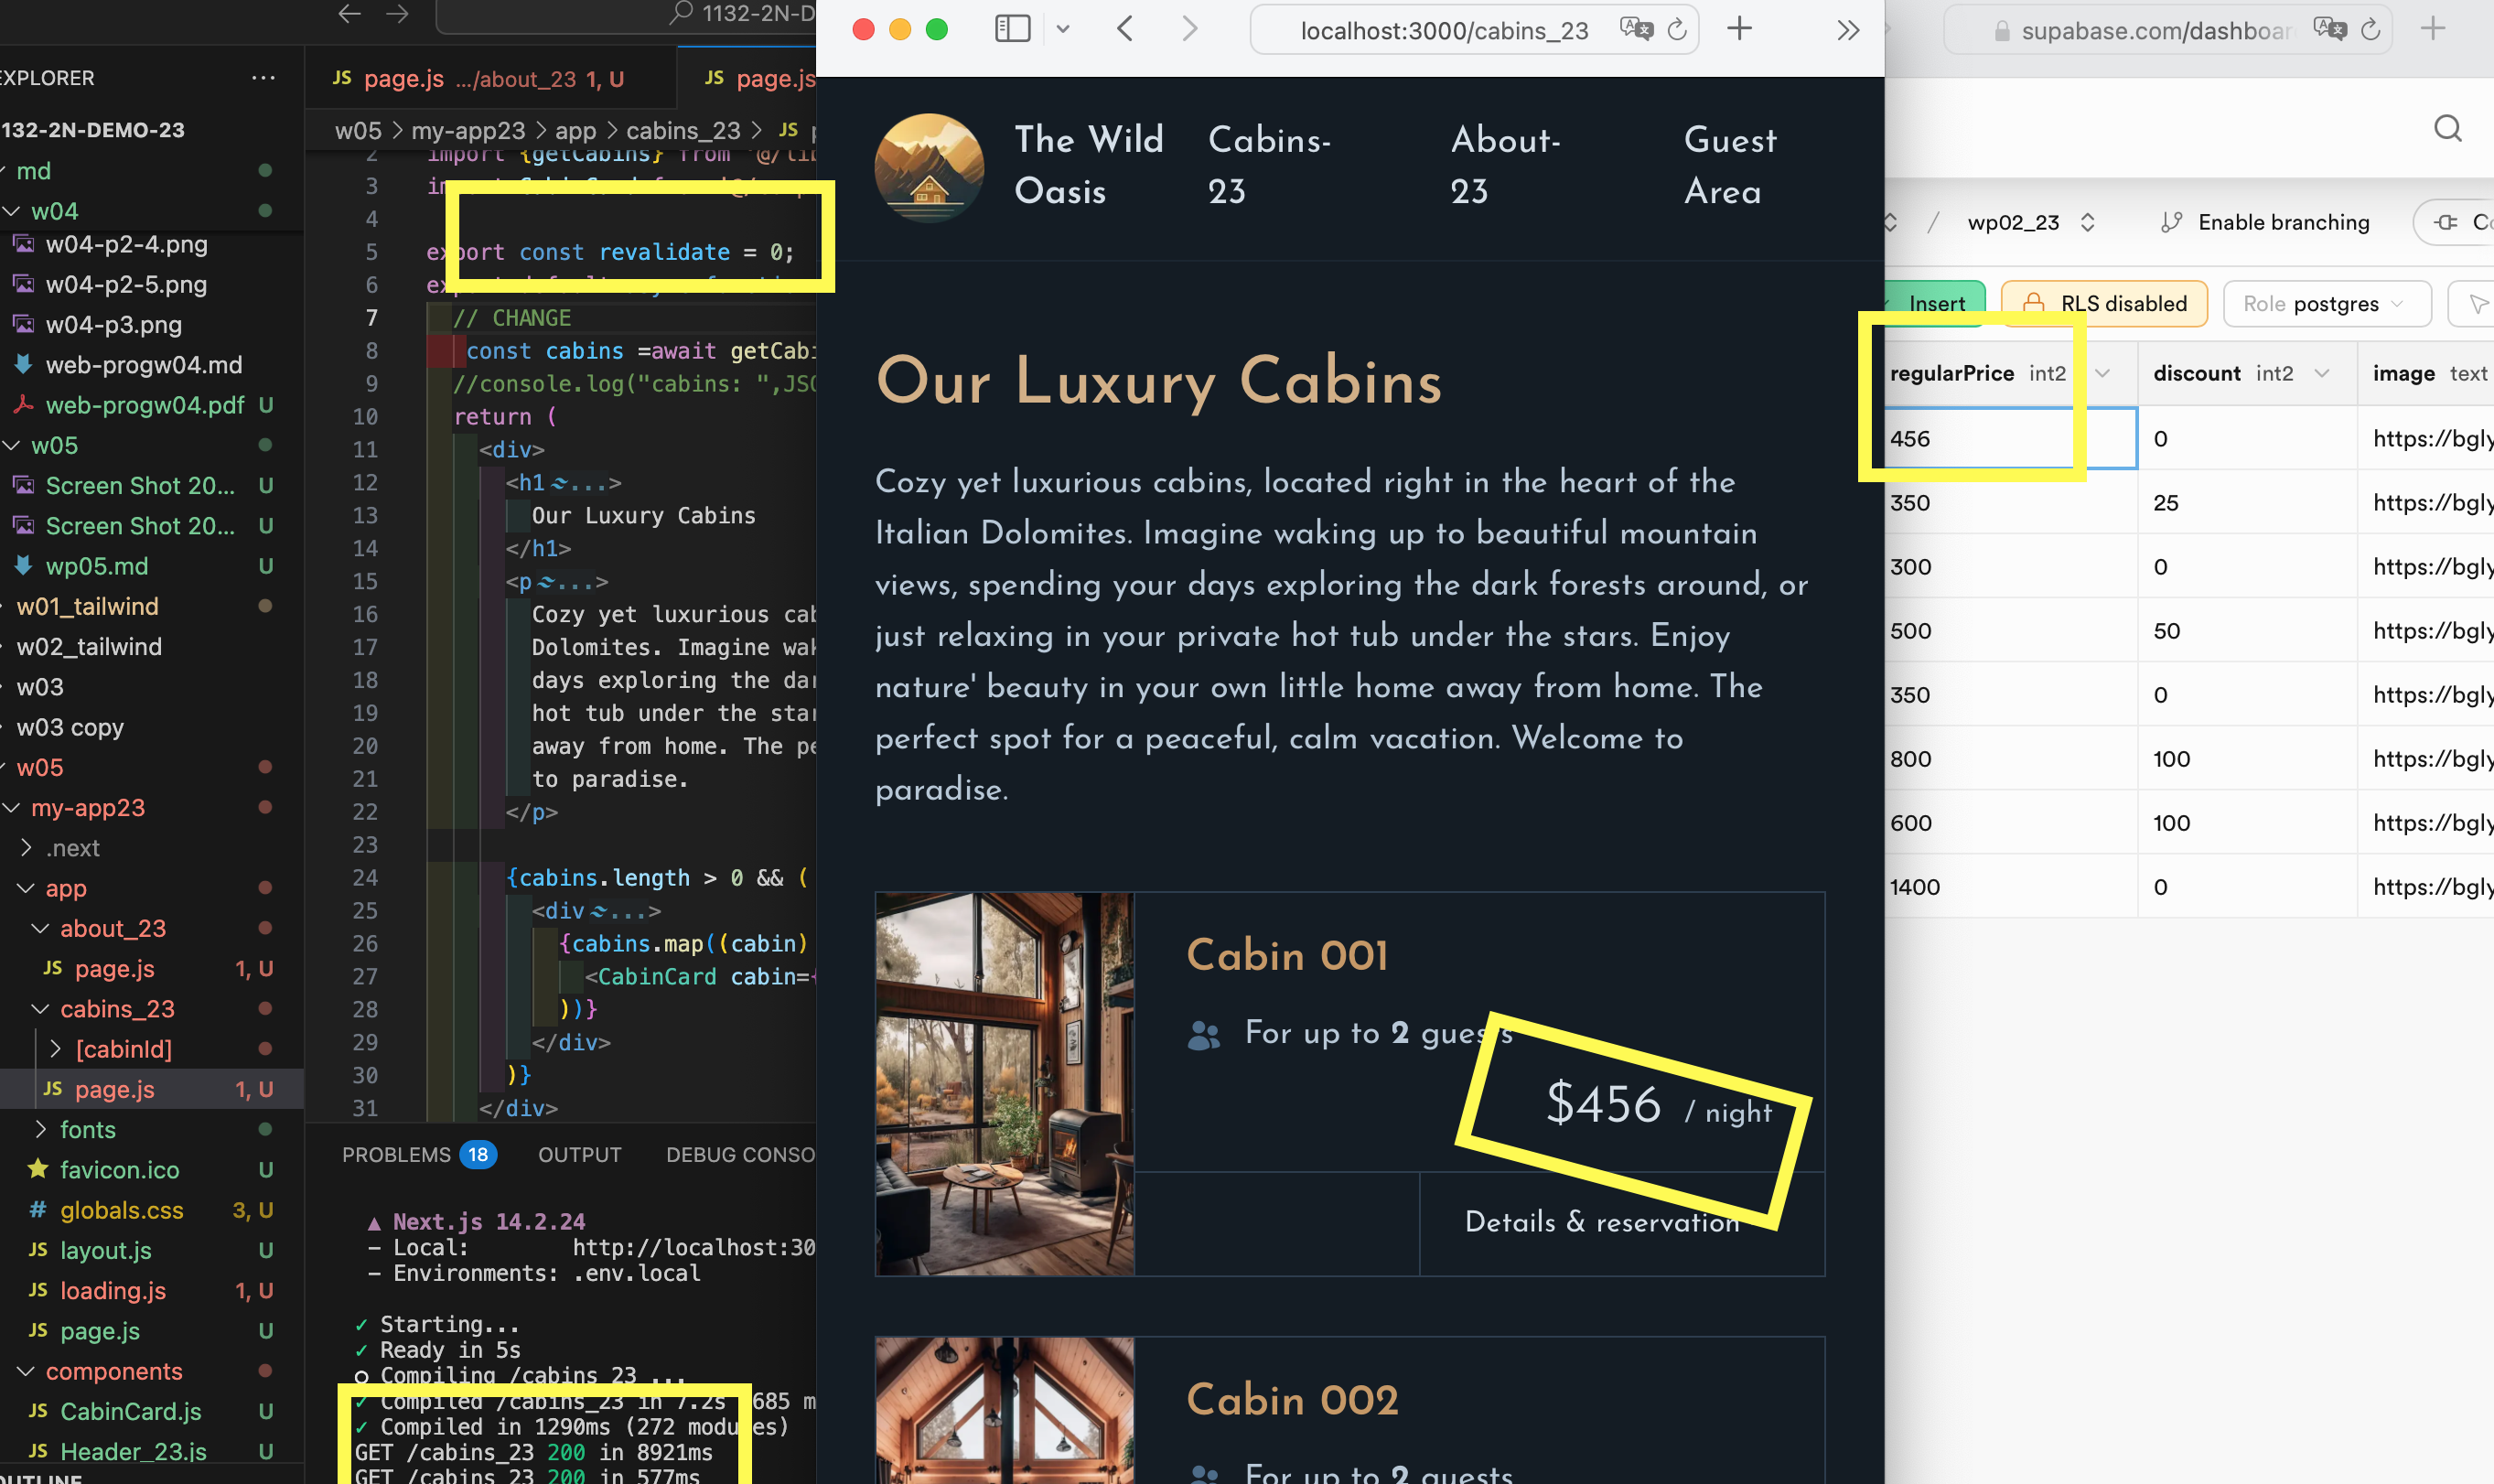 EXPLORER
132-2N-DEMO-23
md
w04
w04-p2-4.png
w04-p2-5.png
w04-p3.png
web-progw04.md
web-progw04.pdf U
w05
Screen Shot 20... U
Screen Shot 20... U
wp05.md U
w01_tailwind
w02_tailwind
w03
w03 copy
w05
my-app23
.next
app
about_23
JS page.js 1, U
cabins_23
[cabinId]
JS page.js 1, U
fonts
favicon.ico U
# globals.css 3, U
JS layout.js U
JS loading.js 1, U
JS page.js U
components
JS CabinCard.js U
JS Header_23.js U
OUTLINE
1132-2N-D
JS page.js .../about_23 1, U JS page.js
w05 > my-app23 > app > cabins_23 > JS
2 import {getCabins} from '@/lib
3
4
5 export const revalidate = 0;
6
7 // CHANGE
8 const cabins =await getCabi
9 //console.log("cabins: ",JSO
10 return (
11 <div>
12 <h1 ...>
13 Our Luxury Cabins
14 </h1>
15 <p ...>
16 Cozy yet luxurious cab
17 Dolomites. Imagine wak
18 days exploring the dar
19 hot tub under the star
20 away from home. The pe
21 to paradise.
22 </p>
23
24 {cabins.length > 0 && (
25 <div ...>
26 {cabins.map((cabin)
27 <CabinCard cabin={
28 ))}
29 </div>
30 )}
31 </div>
PROBLEMS 18 OUTPUT DEBUG CONSO
▲ Next.js 14.2.24
- Local: http://localhost:30
- Environments: .env.local
✓ Starting...
✓ Ready in 5s
○ Compiling /cabins_23 ...
✓ Compiled /cabins_23 in 7.2s 685 m
✓ Compiled in 1290ms (272 modules)
GET /cabins_23 200 in 8921ms
GET /cabins_23 200 in 577ms
localhost:3000/cabins_23
The Wild Oasis
Cabins-23
About-23
Guest Area
Our Luxury Cabins
Cozy yet luxurious cabins, located right in the heart of the
Italian Dolomites. Imagine waking up to beautiful mountain
views, spending your days exploring the dark forests around, or
just relaxing in your private hot tub under the stars. Enjoy
nature' beauty in your own little home away from home. The
perfect spot for a peaceful, calm vacation. Welcome to
paradise.
Cabin 001
For up to 2 guests
$456 / night
Details & reservation
Cabin 002
For up to 2 guests
supabase.com/dashboar
/ wp02_23 Enable branching Co
Insert RLS disabled Role postgres
regularPrice int2 discount int2 image text
456 0 https://bgly
350 25 https://bgly
300 0 https://bgly
500 50 https://bgly
350 0 https://bgly
800 100 https://bgly
600 100 https://bgly
1400 0 https://bgly